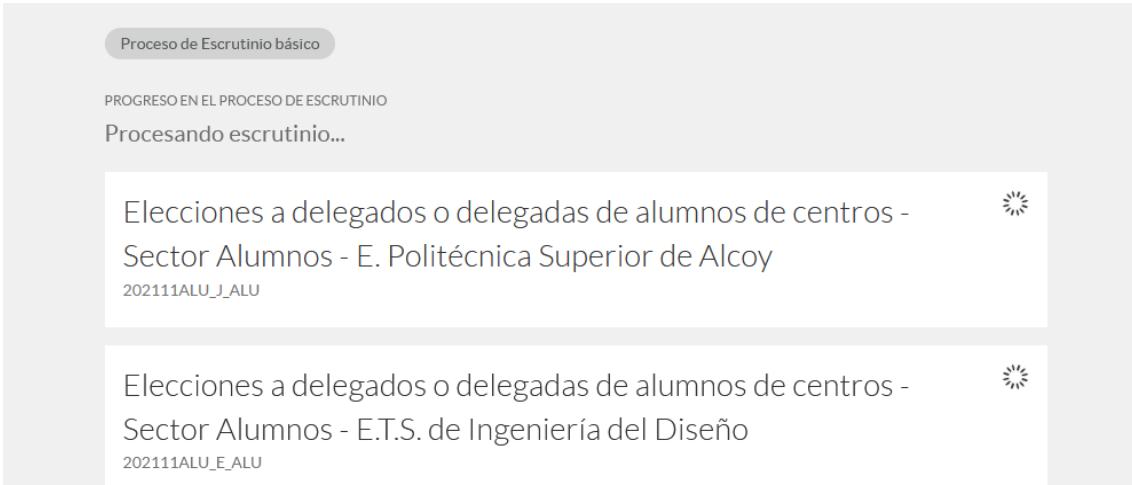 Proceso de Escrutinio básico
PROGRESO EN EL PROCESO DE ESCRUTINIO
Procesando escrutinio...
Elecciones a delegados o delegadas de alumnos de centros -
Sector Alumnos - E. Politécnica Superior de Alcoy
202111ALU_J_ALU
Elecciones a delegados o delegadas de alumnos de centros -
Sector Alumnos - E.T.S. de Ingeniería del Diseño
202111ALU_E_ALU